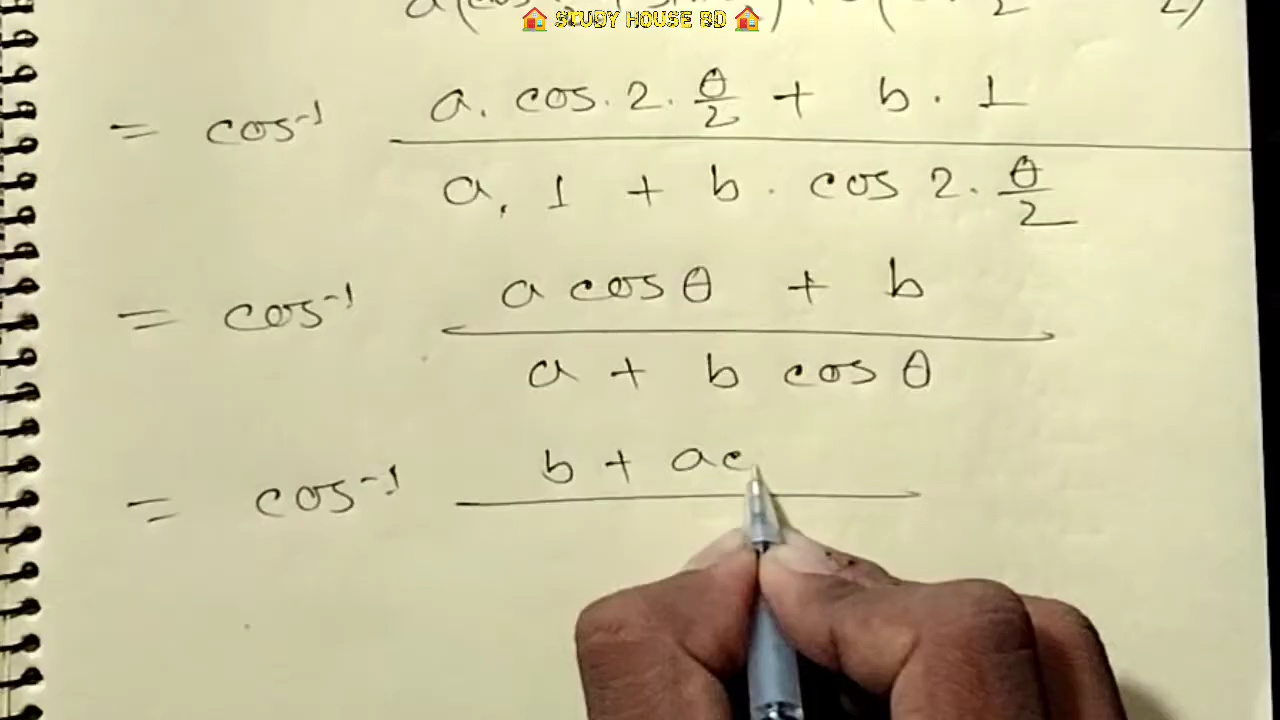 🏠 STUDY HOUSE BD 🏠
= cos⁻¹ (a. cos. 2. θ/2 + b · 1) / (a. 1 + b · cos 2. θ/2)
= cos⁻¹ (a cos θ + b) / (a + b cos θ)
= cos⁻¹ b + ac